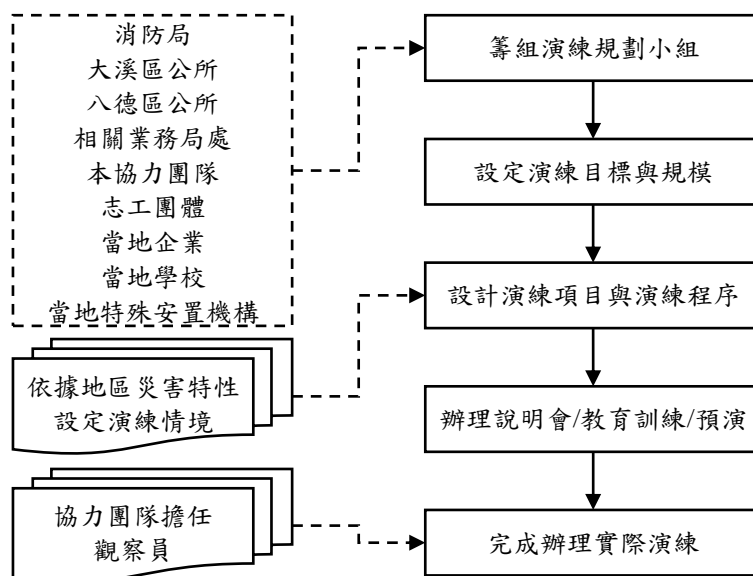 消防局
大溪區公所
八德區公所
相關業務局處
本協力團隊
志工團體
當地企業
當地學校
當地特殊安置機構
依據地區災害特性
設定演練情境
協力團隊擔任
觀察員
籌組演練規劃小組
設定演練目標與規模
設計演練項目與演練程序
辦理說明會/教育訓練/預演
完成辦理實際演練